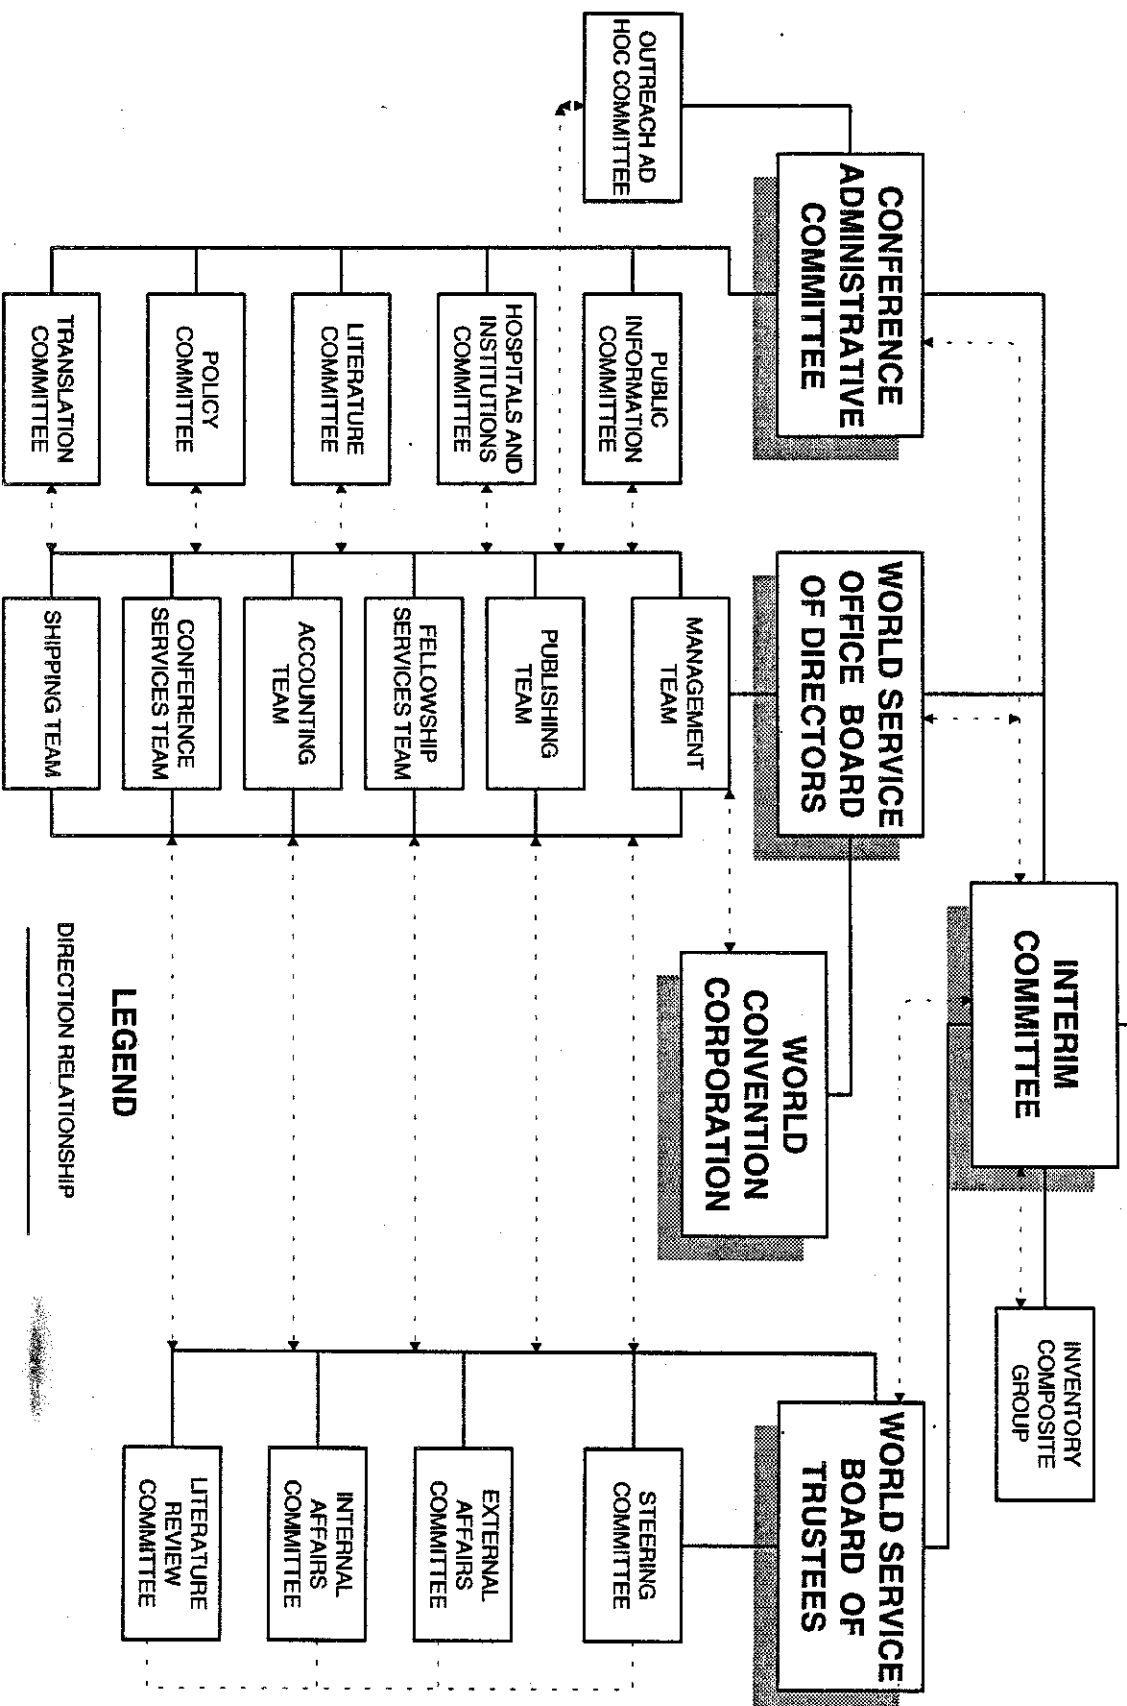 INTERIM
COMMITTEE
INVENTORY
COMPOSITE
GROUP
CONFERENCE
ADMINISTRATIVE
COMMITTEE
WORLD SERVICE
OFFICE BOARD
OF DIRECTORS
WORLD SERVICE
BOARD OF
TRUSTEES
WORLD
CONVENTION
CORPORATION
OUTREACH AD
HOC COMMITTEE
PUBLIC
INFORMATION
COMMITTEE
HOSPITALS AND
INSTITUTIONS
COMMITTEE
LITERATURE
COMMITTEE
POLICY
COMMITTEE
TRANSLATION
COMMITTEE
MANAGEMENT
TEAM
PUBLISHING
TEAM
FELLOWSHIP
SERVICES TEAM
ACCOUNTING
TEAM
CONFERENCE
SERVICES TEAM
SHIPPING TEAM
STEERING
COMMITTEE
EXTERNAL
AFFAIRS
COMMITTEE
INTERNAL
AFFAIRS
COMMITTEE
LITERATURE
REVIEW
COMMITTEE
LEGEND
DIRECTION RELATIONSHIP